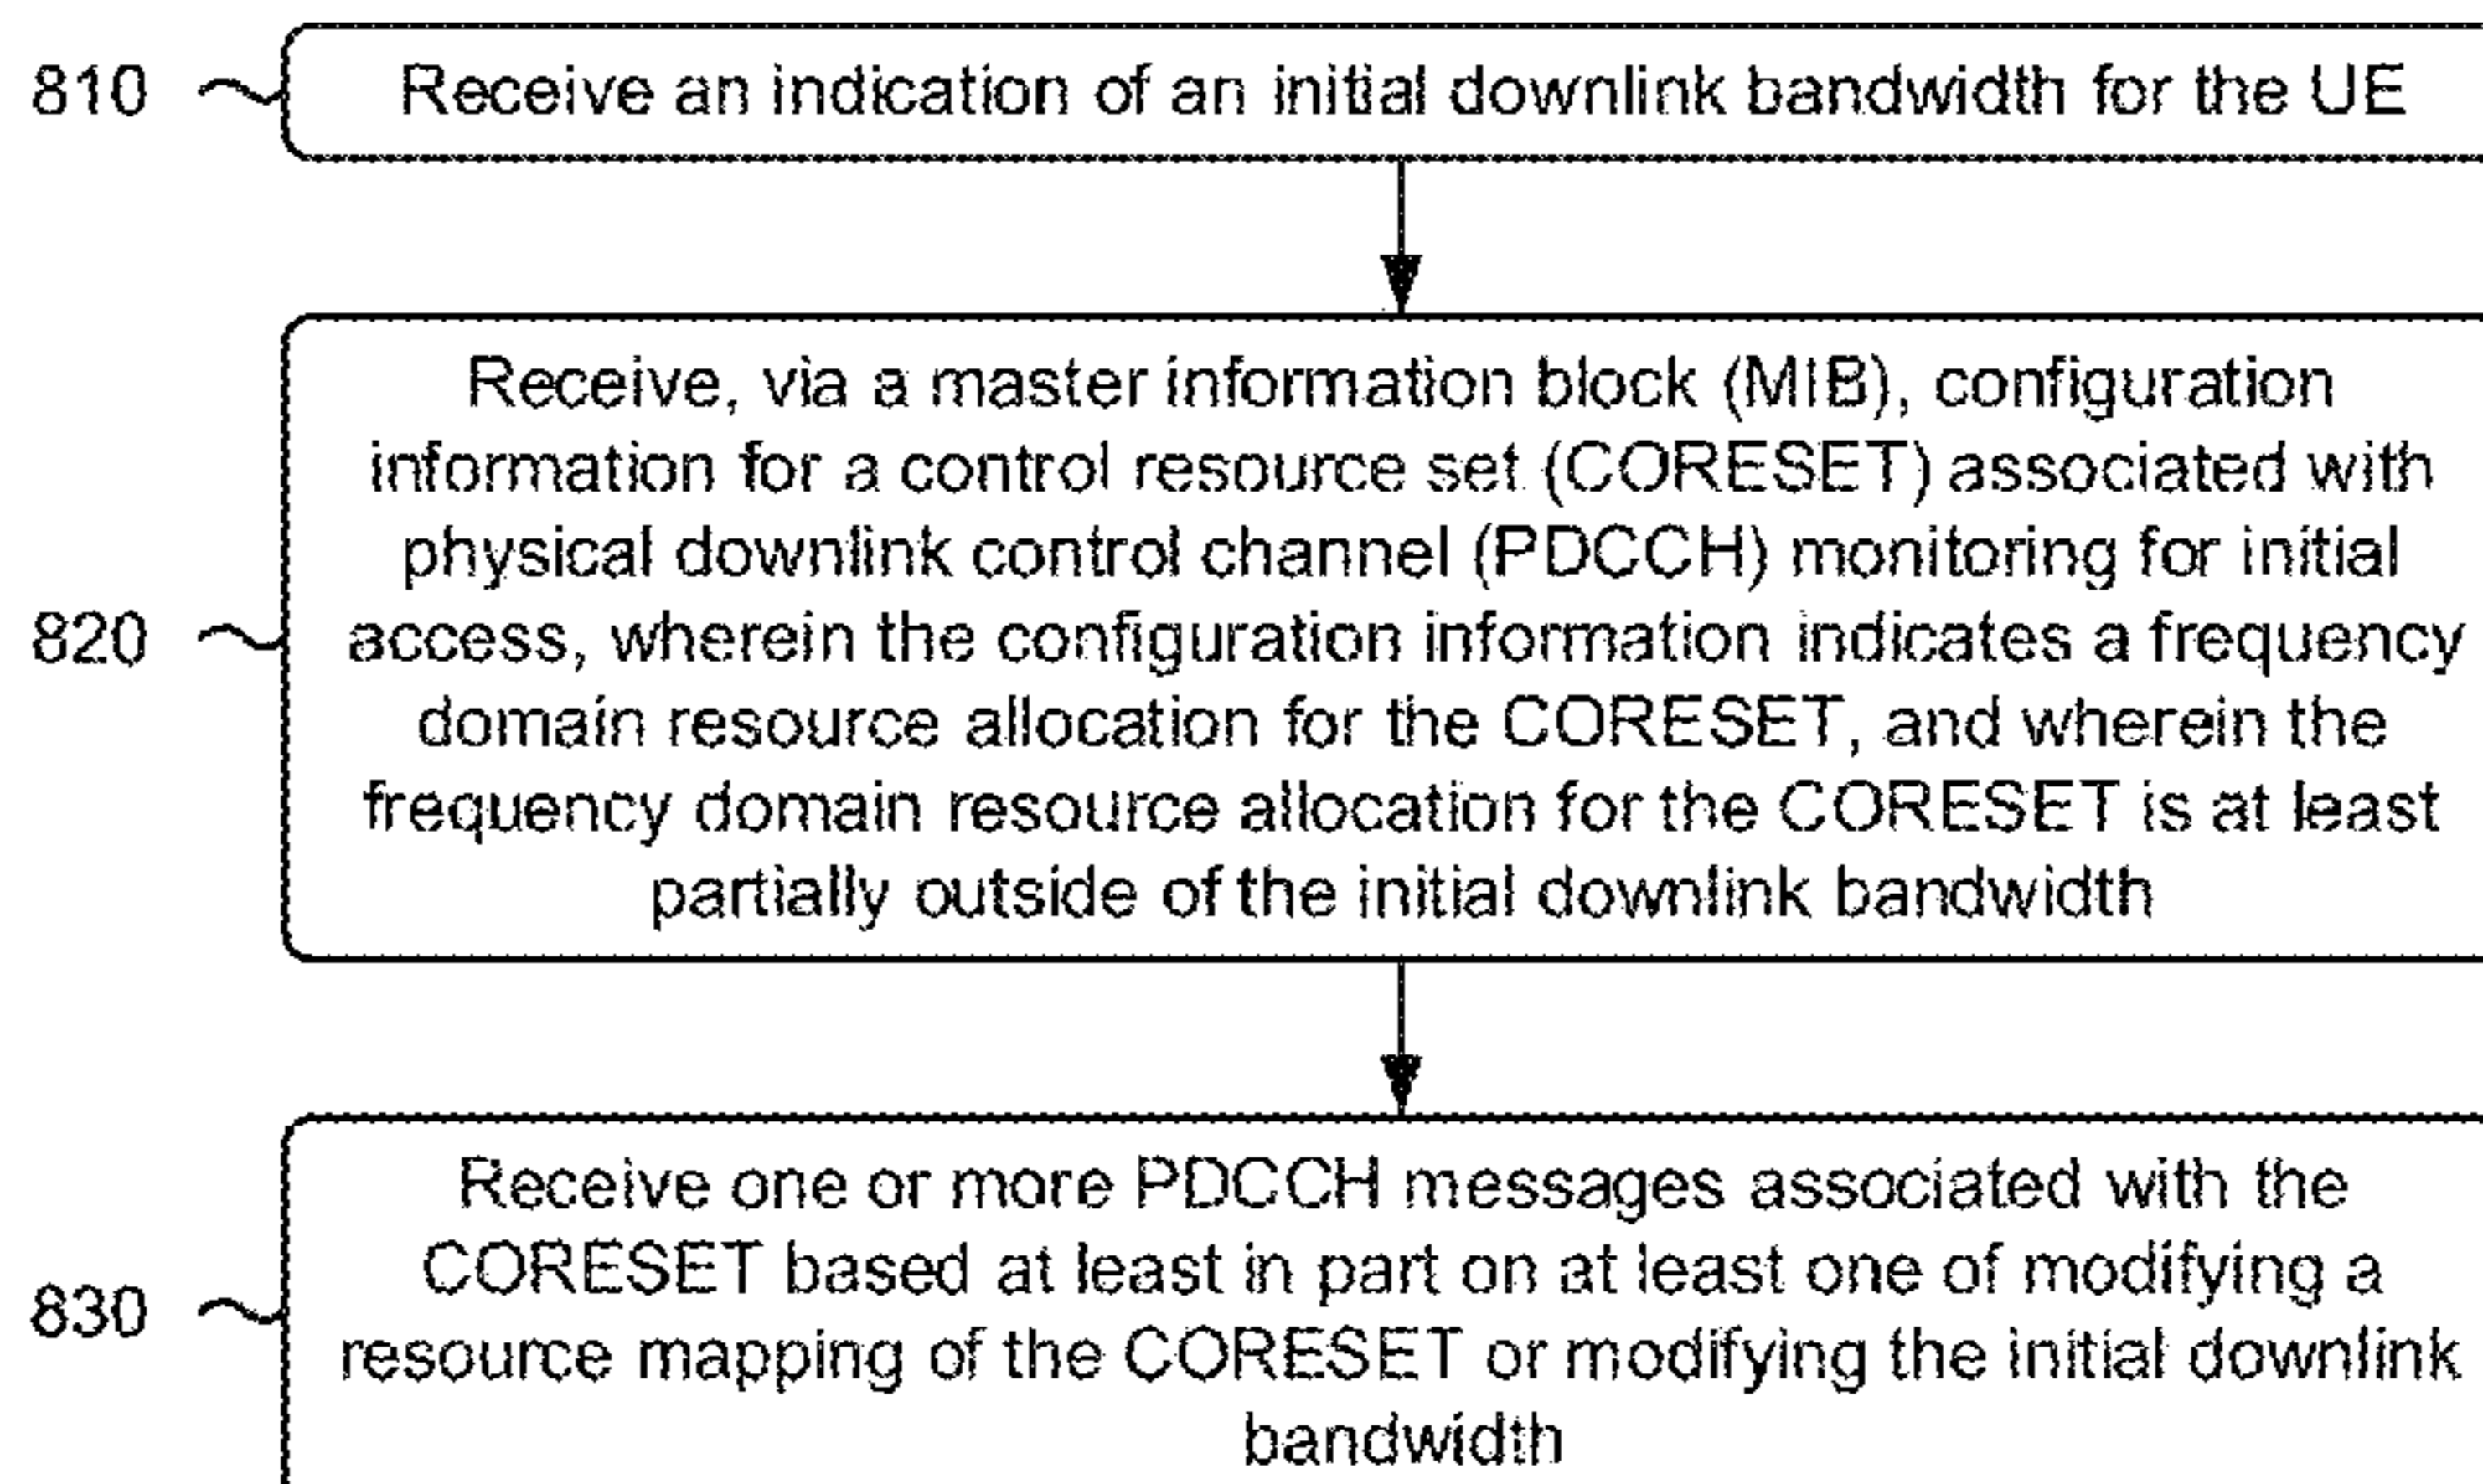 810
Receive an indication of an initial downlink bandwidth for the UE
Receive, via a master information block (MIB), configuration
information for a control resource set (CORESET) associated with
physical downlink control channel (PDCCH) monitoring for initial
820
access, wherein the configuration information indicates a frequency
domain resource allocation for the CORESET, and wherein the
frequency domain resource allocation for the CORESET is at least
partially outside of the initial downlink bandwidth
Receive one or more PDCCH messages associated with the
CORESET based at least in part on at least one of modifying a
830
resource mapping of the CORESET or modifying the initial downlink
bandwidth